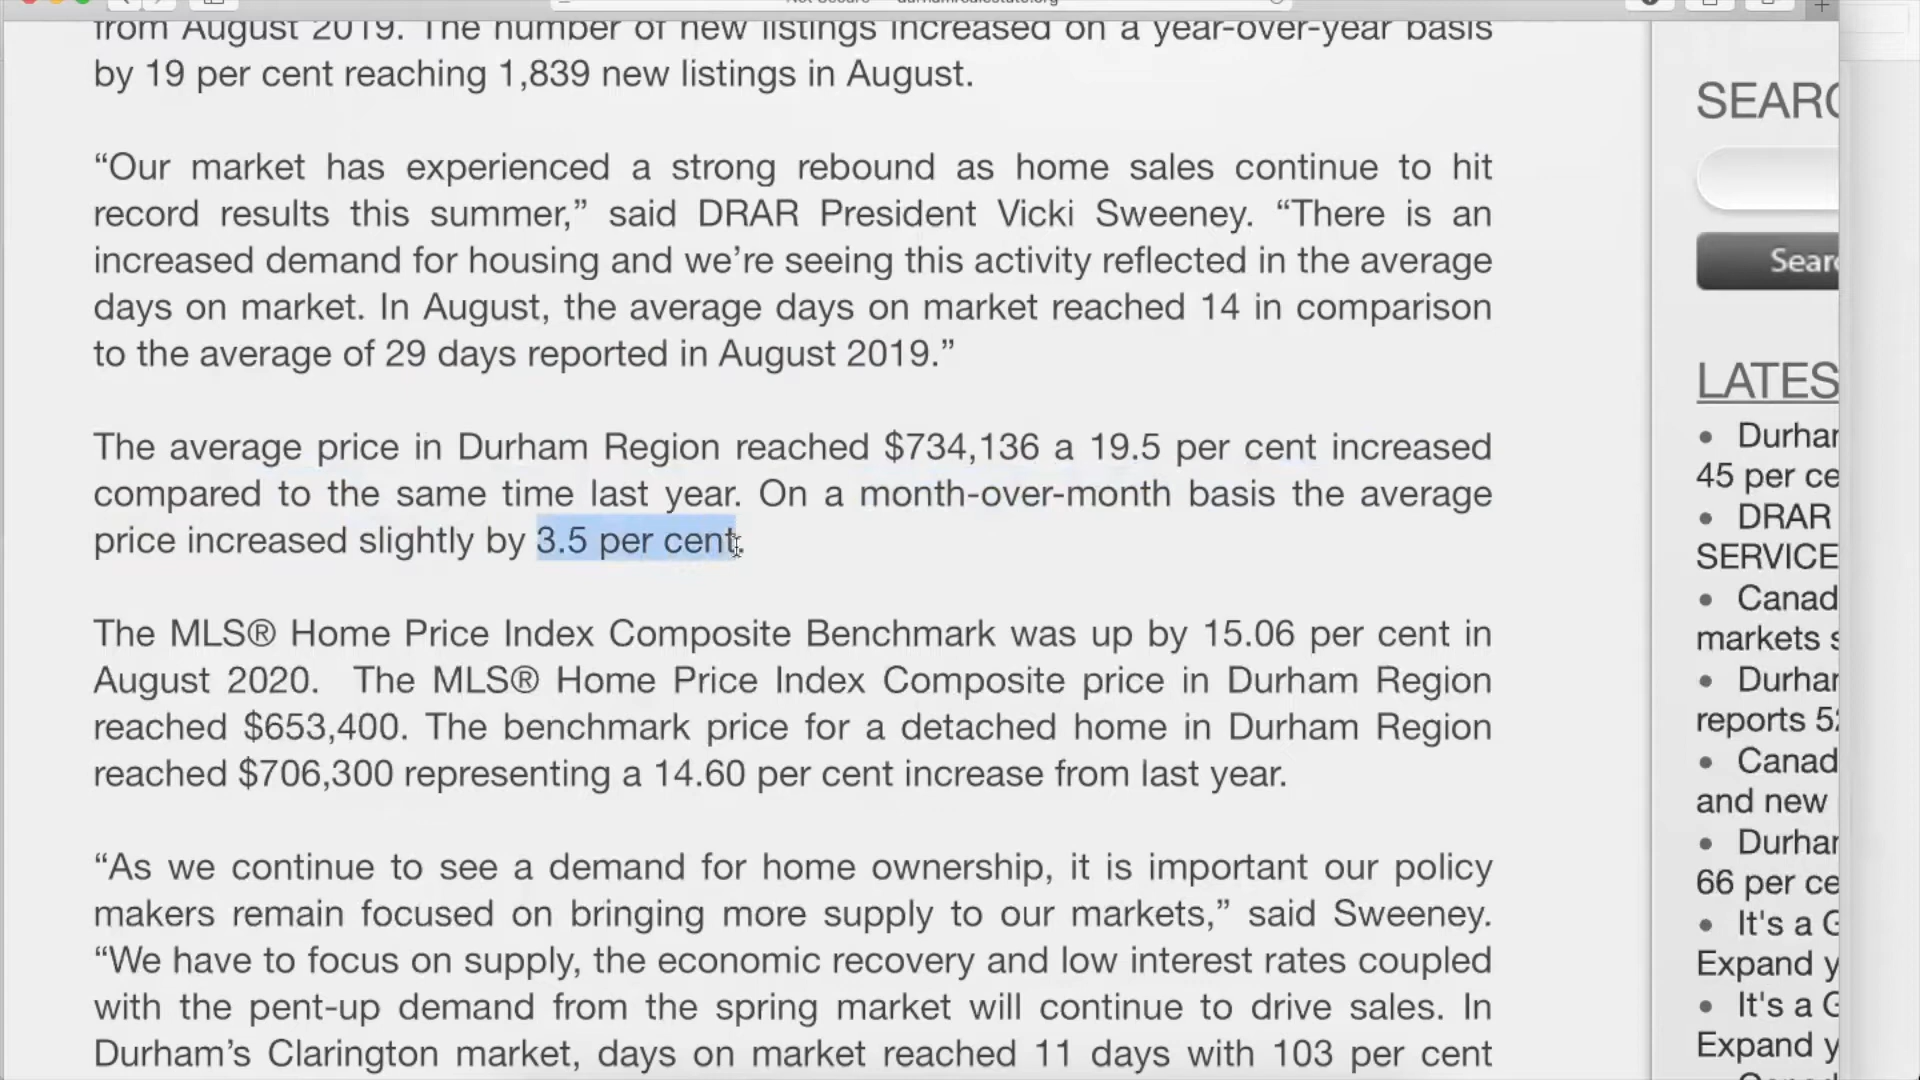 from August 2019. The number of new listings increased on a year-over-year basis
by 19 per cent reaching 1,839 new listings in August.
“Our market has experienced a strong rebound as home sales continue to hit
record results this summer,” said DRAR President Vicki Sweeney. “There is an
increased demand for housing and we’re seeing this activity reflected in the average
days on market. In August, the average days on market reached 14 in comparison
to the average of 29 days reported in August 2019.”
The average price in Durham Region reached $734,136 a 19.5 per cent increased
compared to the same time last year. On a month-over-month basis the average
price increased slightly by 3.5 per cent.
The MLS® Home Price Index Composite Benchmark was up by 15.06 per cent in
August 2020. The MLS® Home Price Index Composite price in Durham Region
reached $653,400. The benchmark price for a detached home in Durham Region
reached $706,300 representing a 14.60 per cent increase from last year.
“As we continue to see a demand for home ownership, it is important our policy
makers remain focused on bringing more supply to our markets,” said Sweeney.
“We have to focus on supply, the economic recovery and low interest rates coupled
with the pent-up demand from the spring market will continue to drive sales. In
Durham’s Clarington market, days on market reached 11 days with 103 per cent
SEARC
Sear
LATES
• Durhar
45 per ce
• DRAR
SERVICE
• Canad
markets s
• Durhar
reports 52
• Canad
and new
• Durhar
66 per ce
• It's a G
Expand y
• It's a G
Expand y